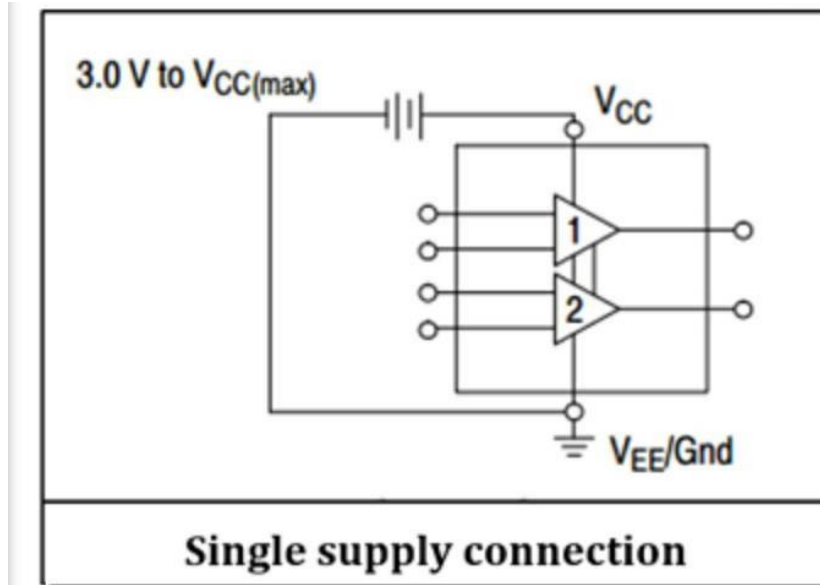 3.0 V to VCC(max)
VCC
1
2
VEE/Gnd
Single supply connection